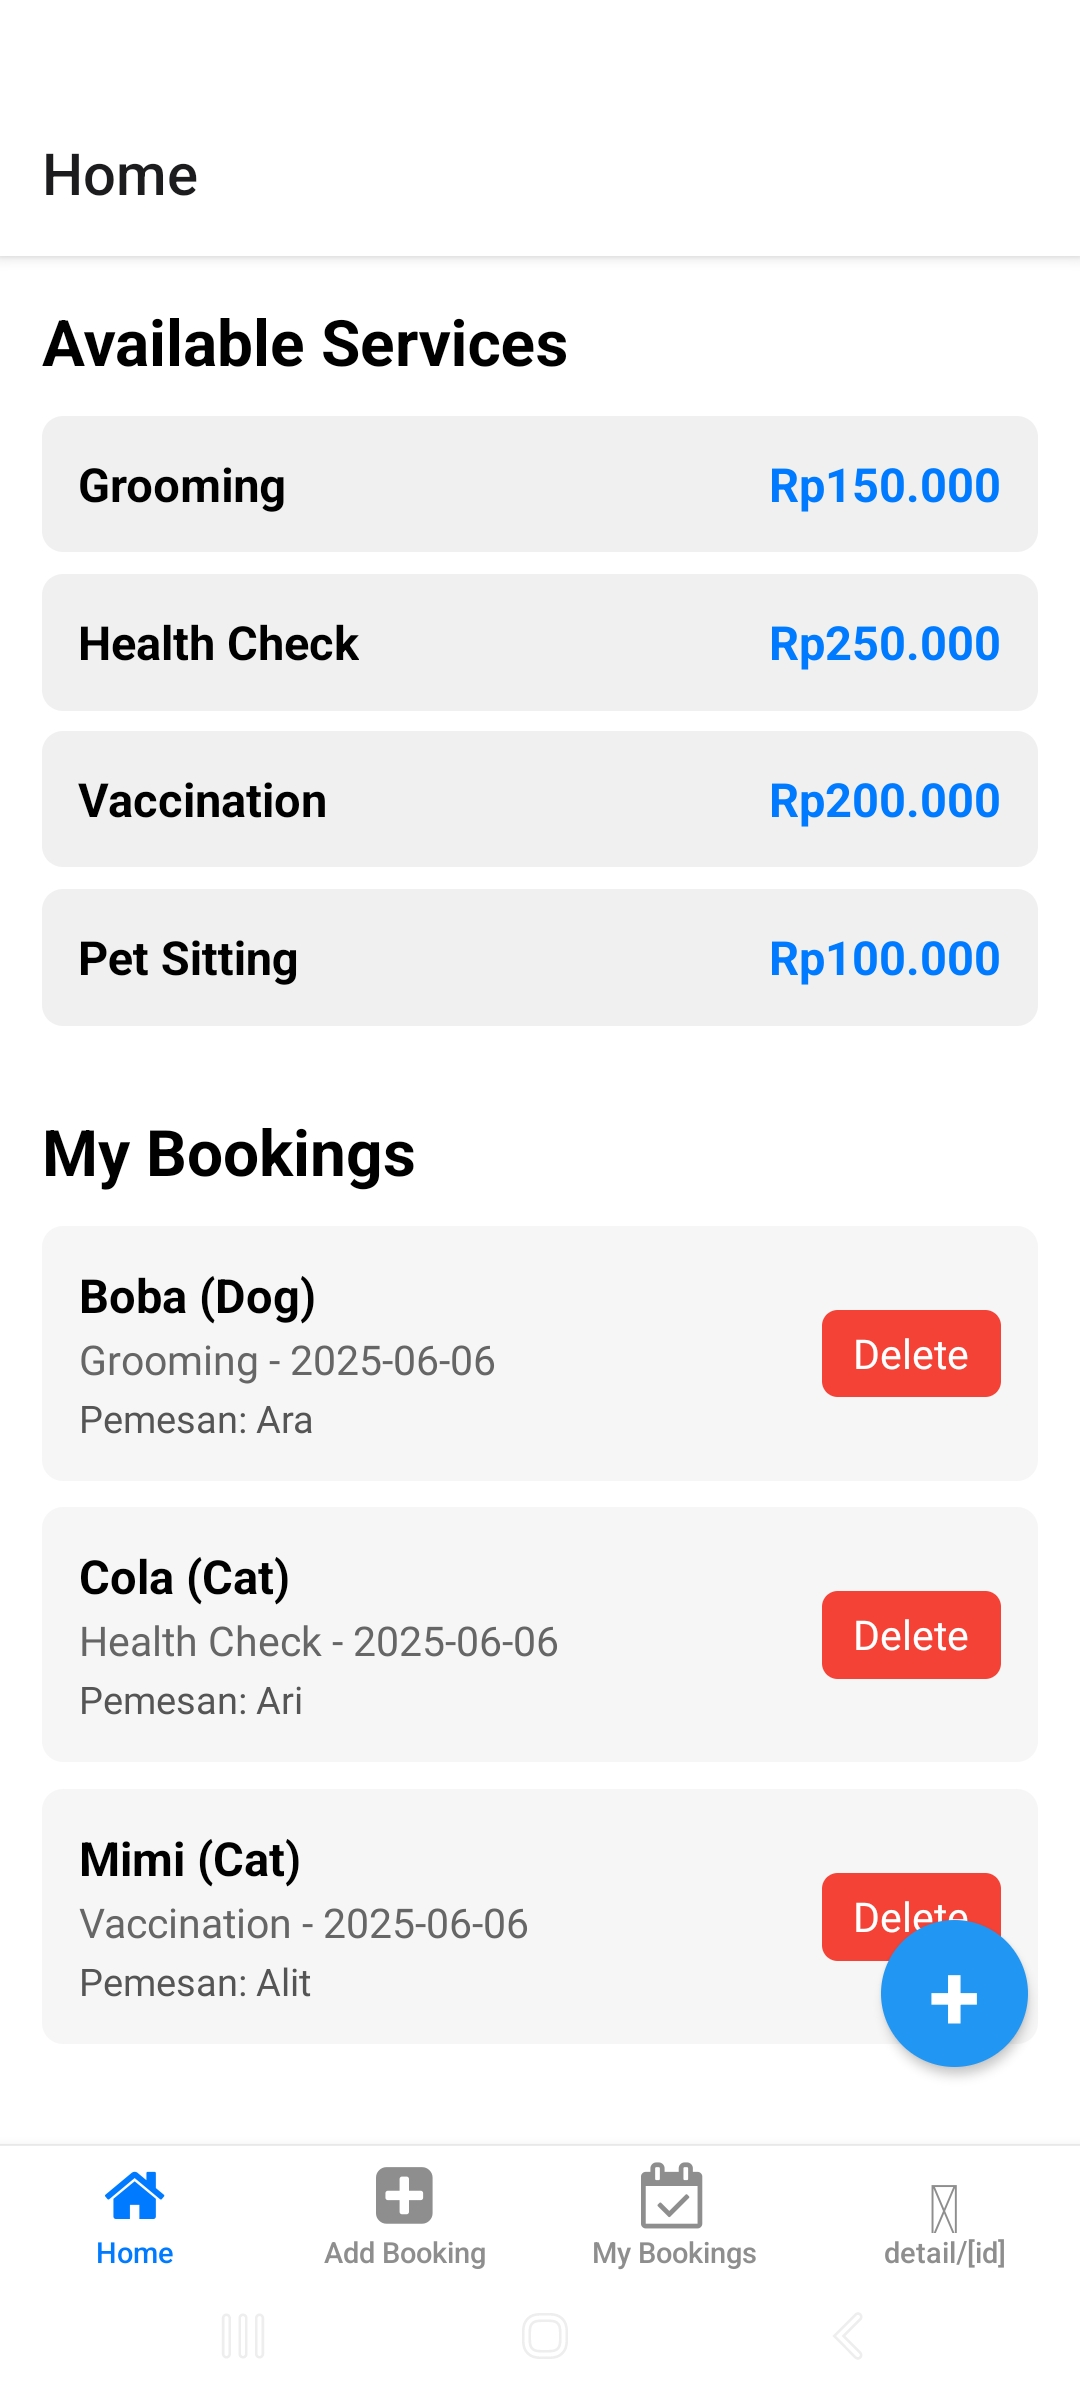 Home
Available Services
Grooming Rp150.000
Health Check Rp250.000
Vaccination Rp200.000
Pet Sitting Rp100.000
My Bookings
Boba (Dog)
Grooming - 2025-06-06
Pemesan: Ara
Delete
Cola (Cat)
Health Check - 2025-06-06
Pemesan: Ari
Delete
Mimi (Cat)
Vaccination - 2025-06-06
Pemesan: Alit
Delete
Home Add Booking My Bookings detail/[id]